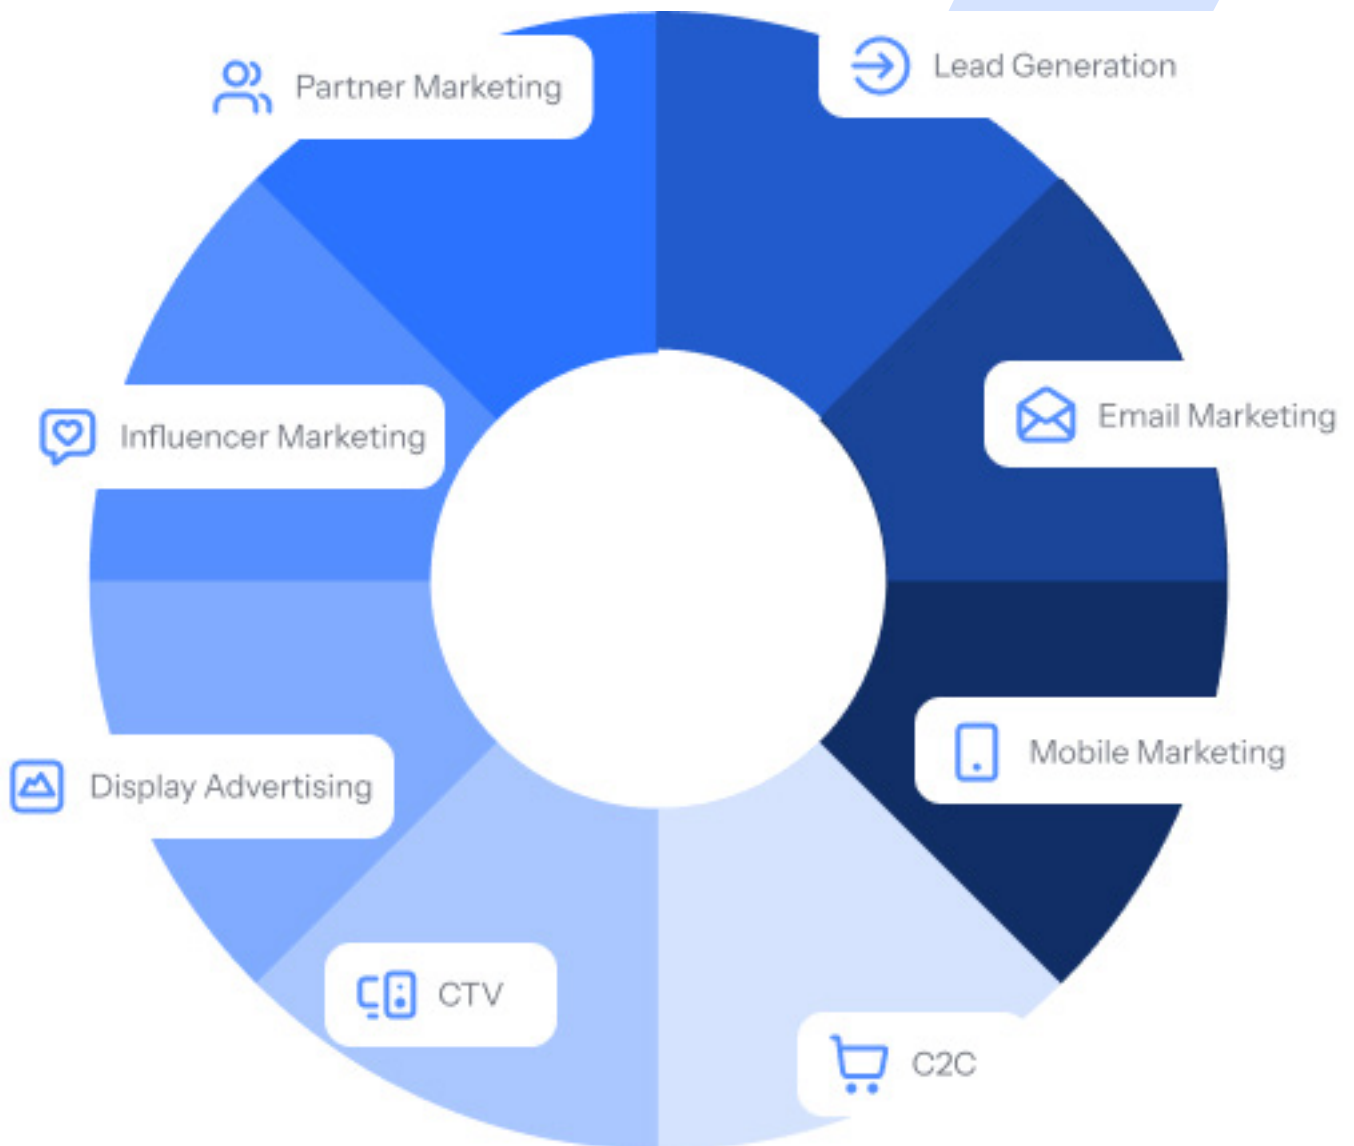 Partner Marketing
Lead Generation
Influencer Marketing
Email Marketing
Display Advertising
Mobile Marketing
CTV
C2C